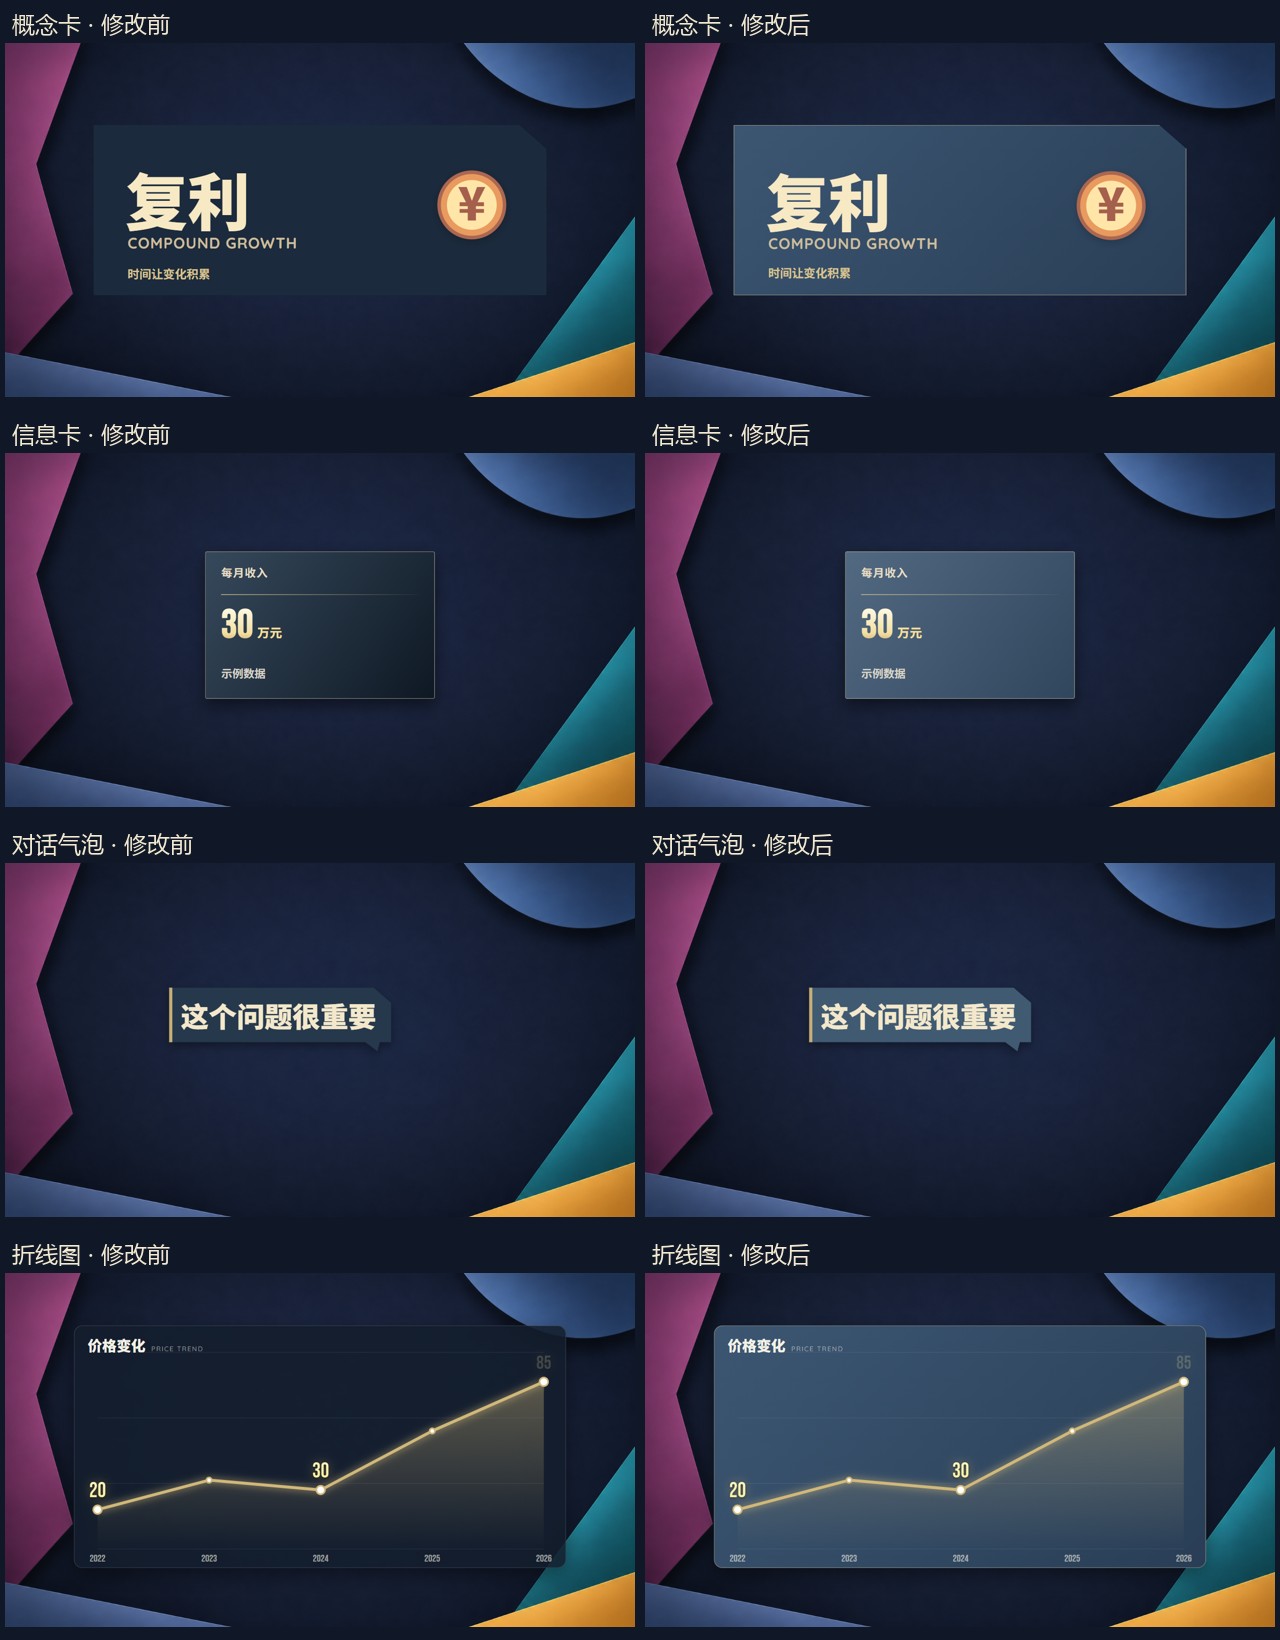 概念卡 · 修改前
概念卡 · 修改后
复利
COMPOUND GROWTH
时间让变化积累
¥
复利
COMPOUND GROWTH
时间让变化积累
¥
信息卡 · 修改前
信息卡 · 修改后
每月收入
30 万元
示例数据
每月收入
30 万元
示例数据
对话气泡 · 修改前
对话气泡 · 修改后
这个问题很重要
这个问题很重要
折线图 · 修改前
折线图 · 修改后
价格变化 PRICE TREND
85
30
20
2022 2023 2024 2025 2026
价格变化 PRICE TREND
85
30
20
2022 2023 2024 2025 2026